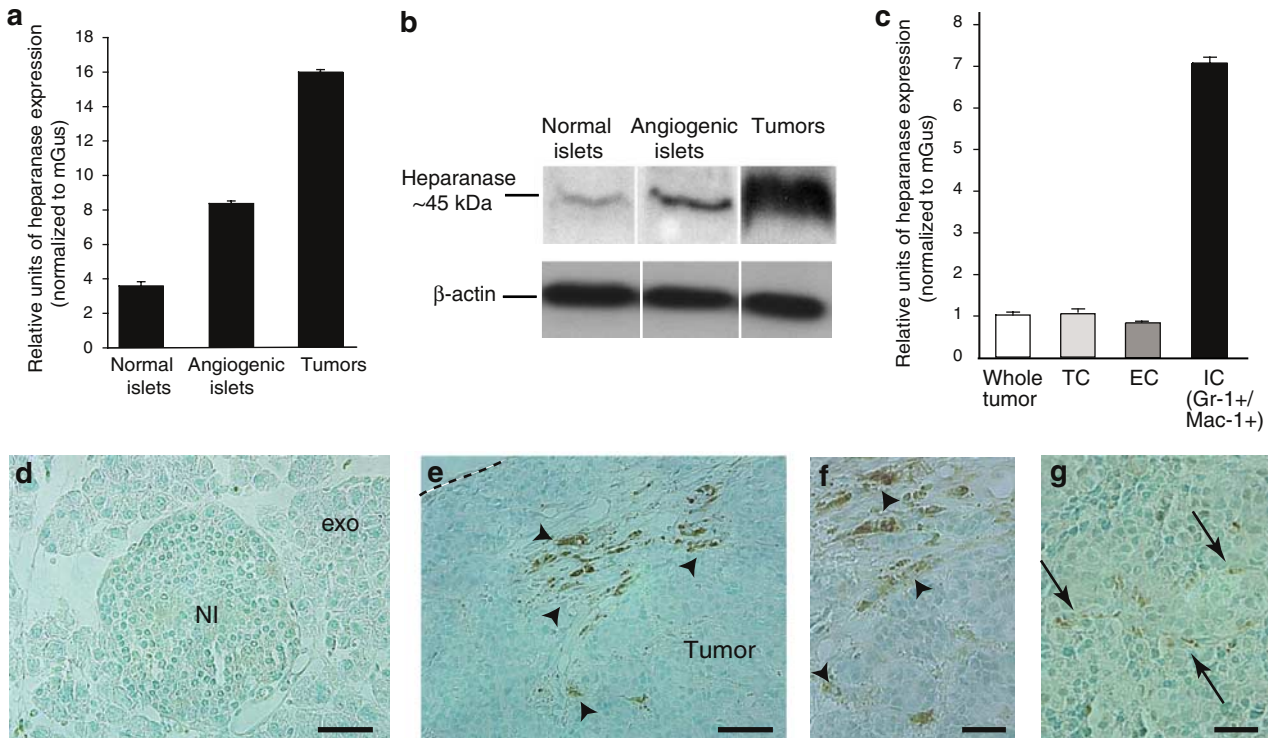 a
Relative units of heparanase expression
(normalized to mGus)
18
16
14
12
10
8
6
4
2
0
Normal
islets
Angiogenic
islets
Tumors
b
Normal
islets
Angiogenic
islets
Tumors
Heparanase
~45 kDa
β-actin
c
Relative units of heparanase expression
(normalized to mGus)
8
7
6
5
4
3
2
1
0
Whole
tumor
TC
EC
IC
(Gr-1+/
Mac-1+)
d
exo
NI
e
Tumor
f
g